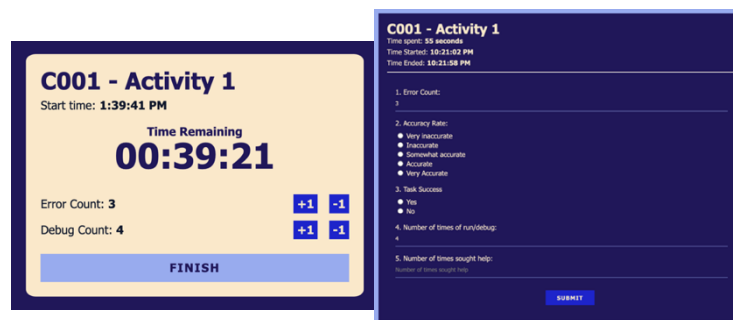 C001 - Activity 1
Start time: 1:39:41 PM
Time Remaining
00:39:21
Error Count: 3 +1 -1
Debug Count: 4 +1 -1
FINISH
C001 - Activity 1
Time spent: 55 seconds
Time Started: 10:21:02 PM
Time Ended: 10:21:58 PM
1. Error Count:
3
2. Accuracy Rate:
Very inaccurate
Inaccurate
Somewhat accurate
Accurate
Very Accurate
3. Task Success
Yes
No
4. Number of times of run/debug:
4
5. Number of times sought help:
Number of times sought help
SUBMIT